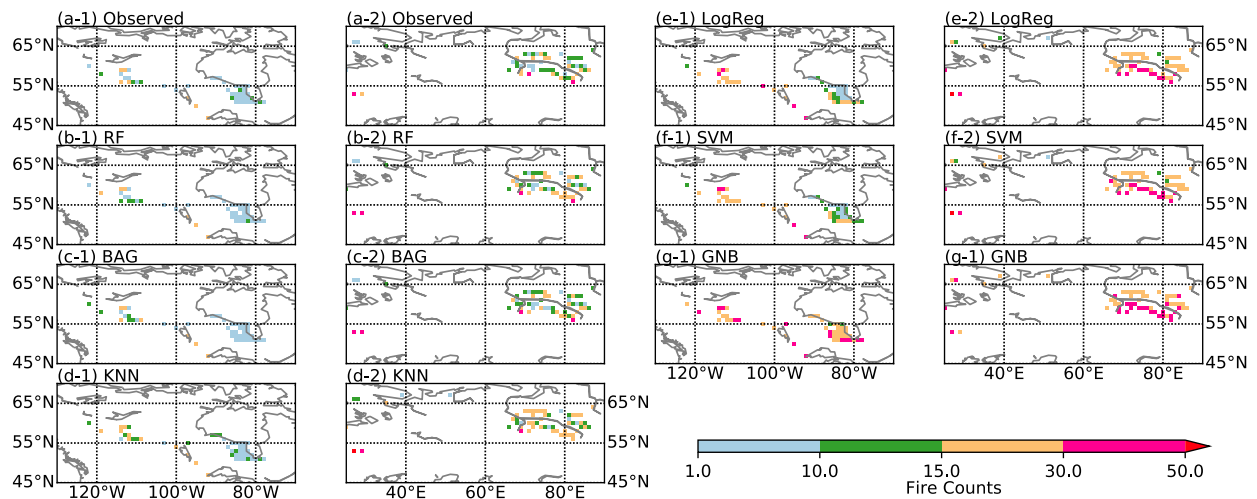 (a-1) Observed (a-2) Observed (e-1) LogReg (e-2) LogReg
65°N 65°N
55°N 55°N
45°N 45°N
(b-1) RF (b-2) RF (f-1) SVM (f-2) SVM
65°N 65°N
55°N 55°N
45°N 45°N
(c-1) BAG (c-2) BAG (g-1) GNB (g-1) GNB
65°N 65°N
55°N 55°N
45°N 45°N
120°W 100°W 80°W 40°E 60°E 80°E
(d-1) KNN (d-2) KNN
65°N 65°N
55°N 55°N
45°N 45°N
120°W 100°W 80°W 40°E 60°E 80°E
1.0 10.0 15.0 30.0 50.0
Fire Counts